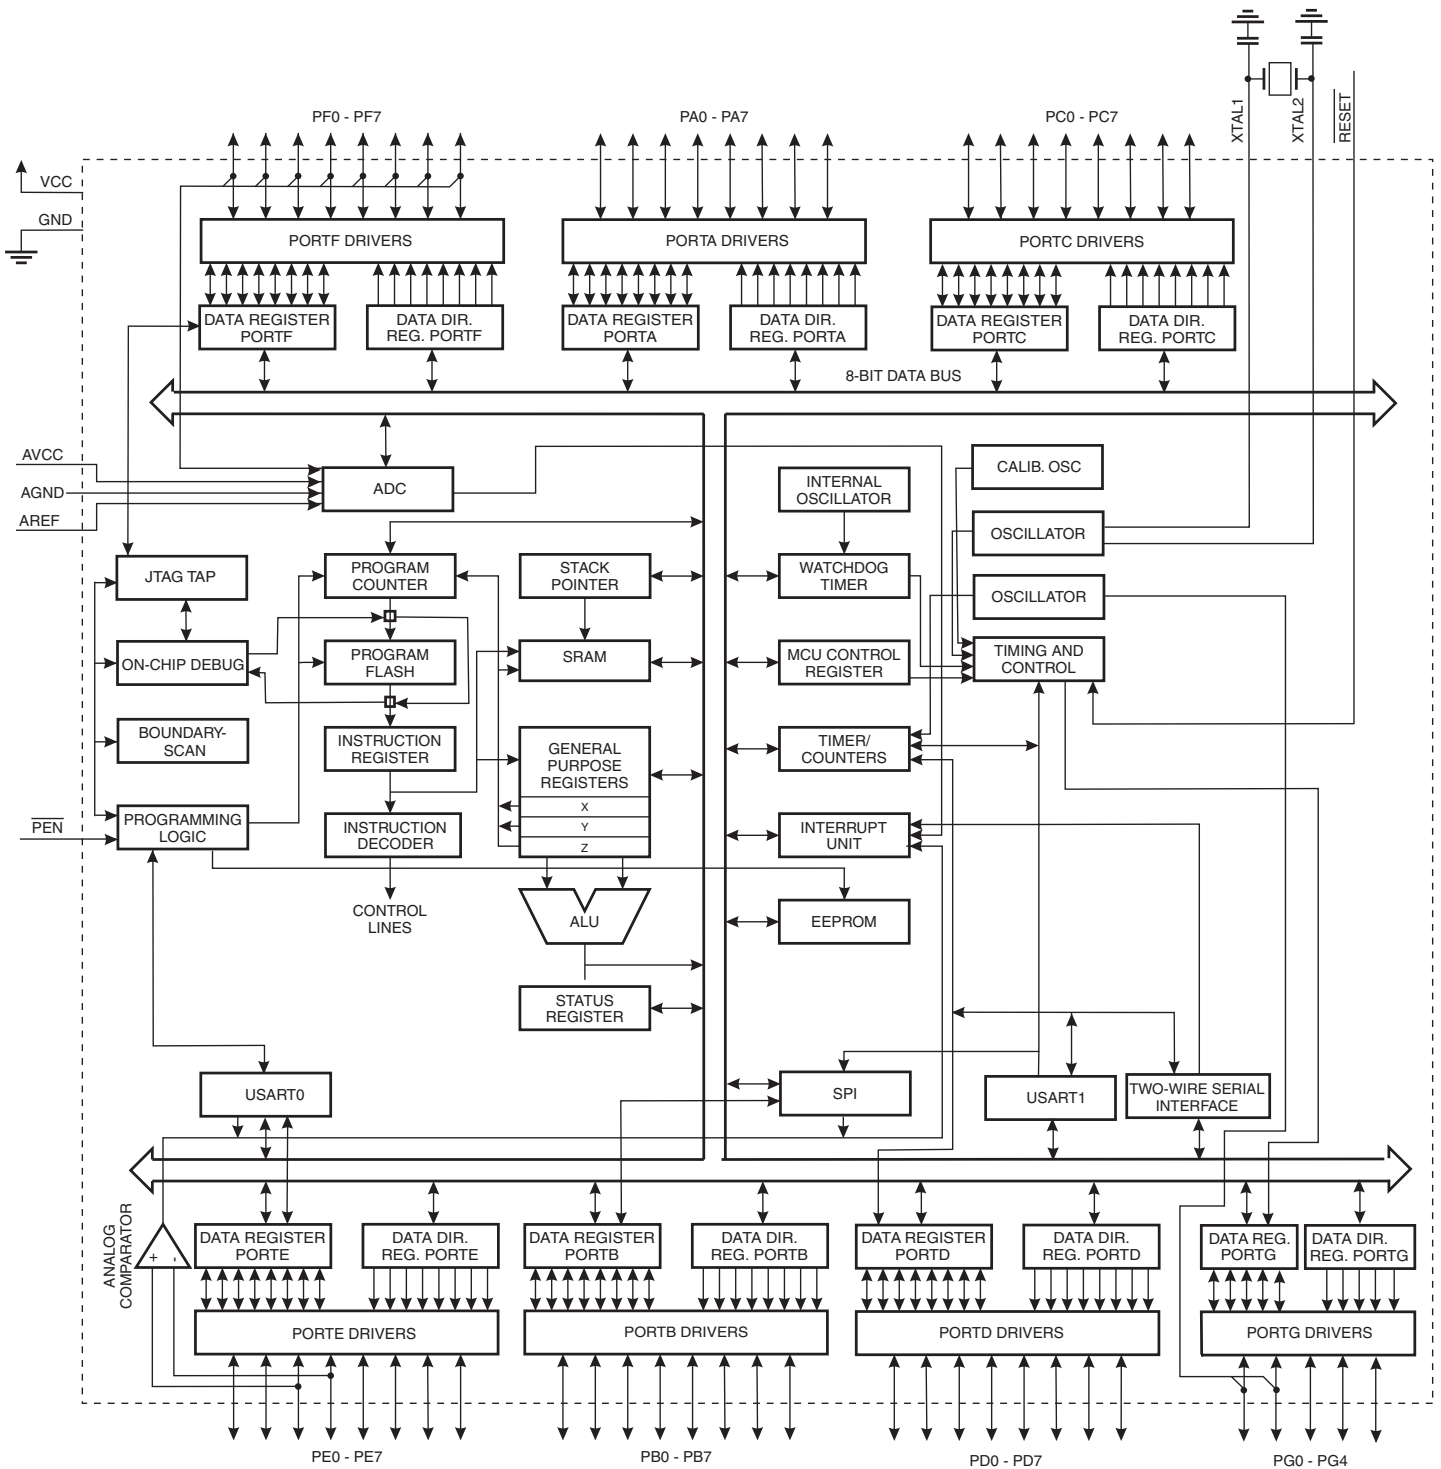 XTAL1
XTAL2
RESET
PF0 - PF7
PA0 - PA7
PC0 - PC7
VCC
GND
PORTF DRIVERS
PORTA DRIVERS
PORTC DRIVERS
DATA REGISTER
PORTF
DATA DIR.
REG. PORTF
DATA REGISTER
PORTA
DATA DIR.
REG. PORTA
DATA REGISTER
PORTC
DATA DIR.
REG. PORTC
8-BIT DATA BUS
AVCC
AGND
AREF
ADC
INTERNAL
OSCILLATOR
CALIB. OSC
OSCILLATOR
JTAG TAP
PROGRAM
COUNTER
STACK
POINTER
WATCHDOG
TIMER
OSCILLATOR
ON-CHIP DEBUG
PROGRAM
FLASH
SRAM
MCU CONTROL
REGISTER
TIMING AND
CONTROL
BOUNDARY-
SCAN
INSTRUCTION
REGISTER
GENERAL
PURPOSE
REGISTERS
X
Y
Z
TIMER/
COUNTERS
PEN
PROGRAMMING
LOGIC
INSTRUCTION
DECODER
INTERRUPT
UNIT
CONTROL
LINES
ALU
EEPROM
STATUS
REGISTER
USART0
SPI
USART1
TWO-WIRE SERIAL
INTERFACE
ANALOG
COMPARATOR
+
-
DATA REGISTER
PORTE
DATA DIR.
REG. PORTE
DATA REGISTER
PORTB
DATA DIR.
REG. PORTB
DATA REGISTER
PORTD
DATA DIR.
REG. PORTD
DATA REG.
PORTG
DATA DIR.
REG. PORTG
PORTE DRIVERS
PORTB DRIVERS
PORTD DRIVERS
PORTG DRIVERS
PE0 - PE7
PB0 - PB7
PD0 - PD7
PG0 - PG4